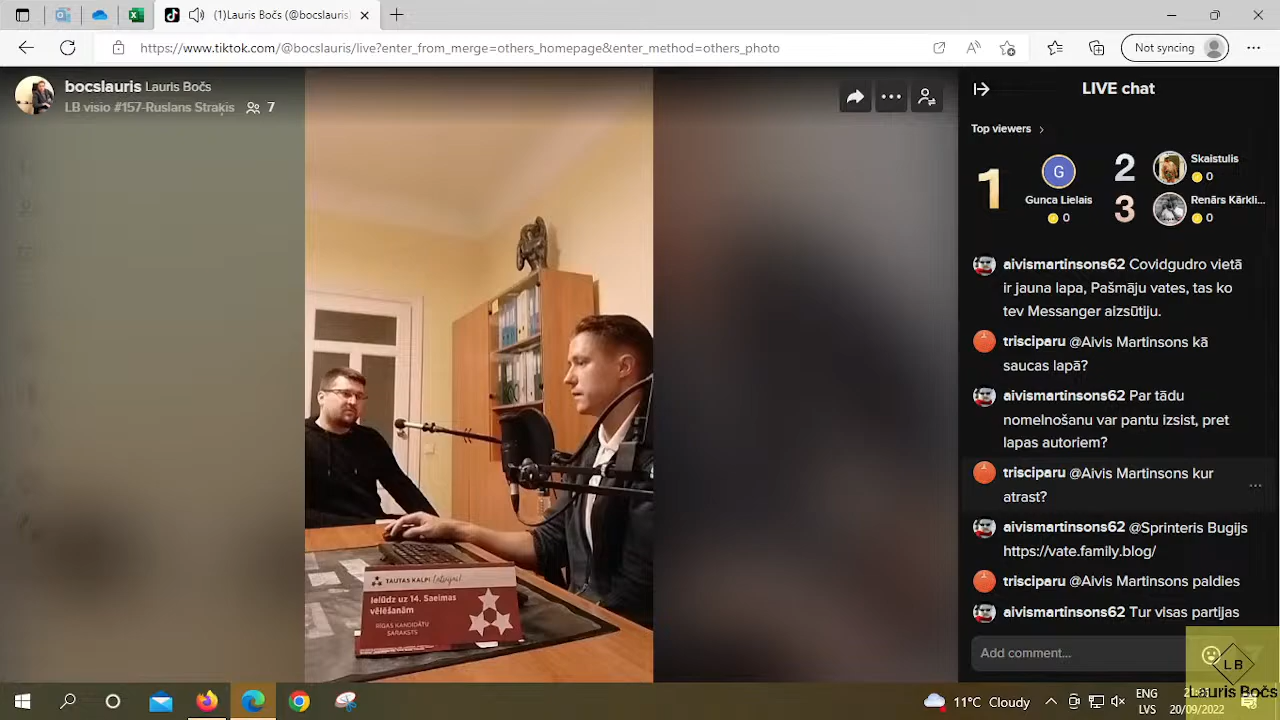 (1)Lauris Bočs (@bocslauris
https://www.tiktok.com/@bocslauris/live?enter_from_merge=others_homepage&enter_method=others_photo
Not syncing
bocslauris Lauris Bočs
LB visio #157-Ruslans Straķis 7
LIVE chat
Top viewers
1
G
Gunca Lielais
0
2
Skaistulis
0
3
Renārs Kārkli...
0
aivismartinsons62 Covidgudro vietā
ir jauna lapa, Pašmāju vates, tas ko
tev Messanger aizsūtiju.
trisciparu @Aivis Martinsons kā
saucas lapā?
aivismartinsons62 Par tādu
nomelnošanu var pantu izsist, pret
lapas autoriem?
trisciparu @Aivis Martinsons kur
atrast?
aivismartinsons62 @Sprinteris Bugijs
https://vate.family.blog/
trisciparu @Aivis Martinsons paldies
aivismartinsons62 Tur visas partijas
Add comment...
TAUTAS KALPI Latvijai
Ielūdz uz 14. Saeimas
vēlēšanām
RĪGAS KANDIDĀTU
SARAKSTS
LB
Lauris Bočs
11°C Cloudy
ENG
LVS
20/09/2022